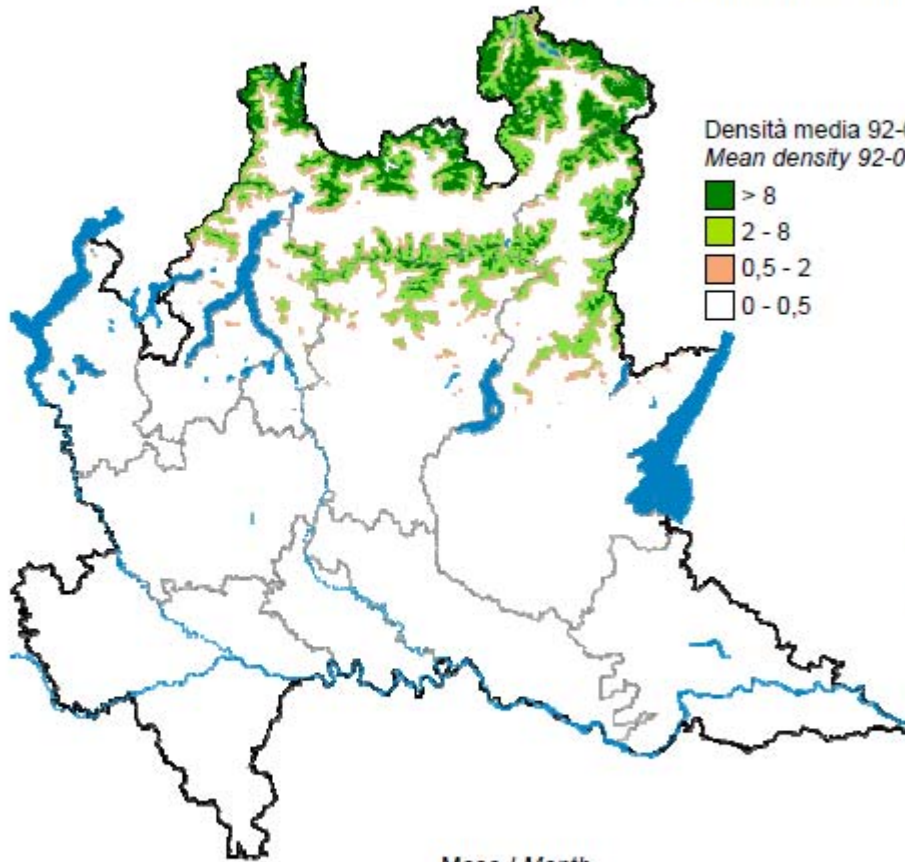 Densità media 92-0
Mean density 92-0
> 8
2 - 8
0,5 - 2
0 - 0,5
Mese / Month